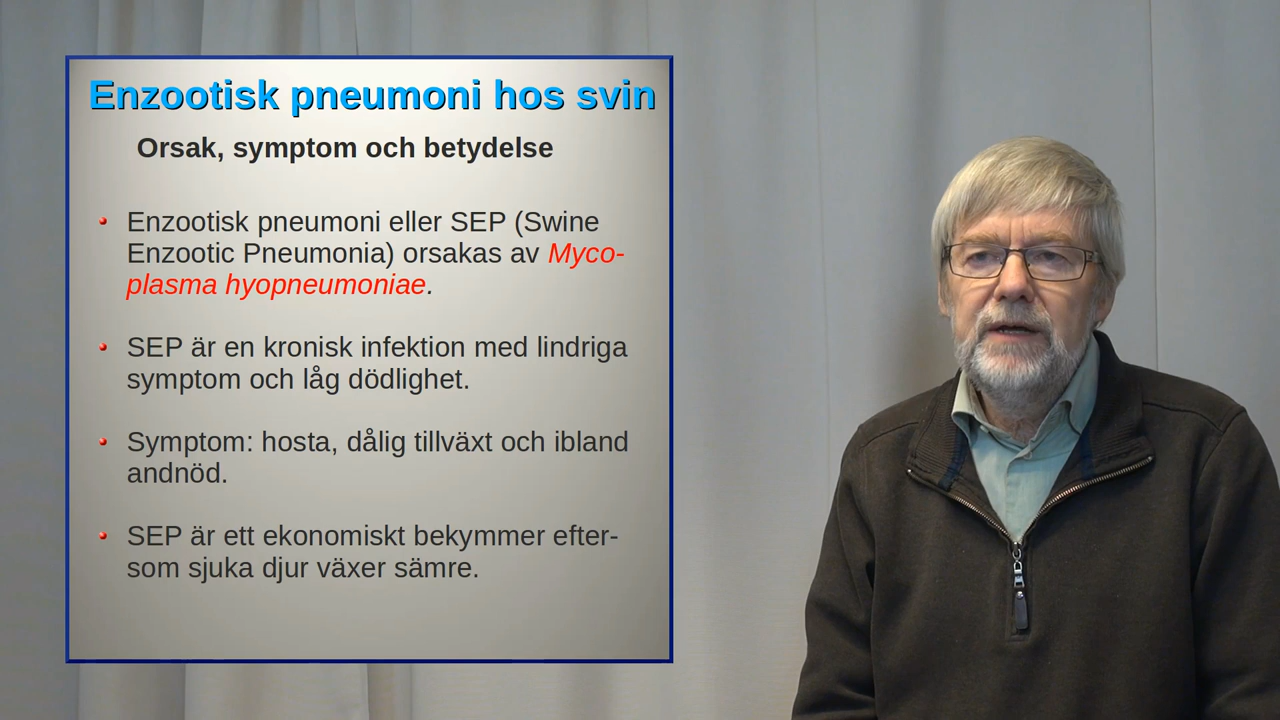 Enzootisk pneumoni hos svin
Orsak, symptom och betydelse
Enzootisk pneumoni eller SEP (Swine
Enzootic Pneumonia) orsakas av Myco-
plasma hyopneumoniae.
SEP är en kronisk infektion med lindriga
symptom och låg dödlighet.
Symptom: hosta, dålig tillväxt och ibland
andnöd.
SEP är ett ekonomiskt bekymmer efter-
som sjuka djur växer sämre.